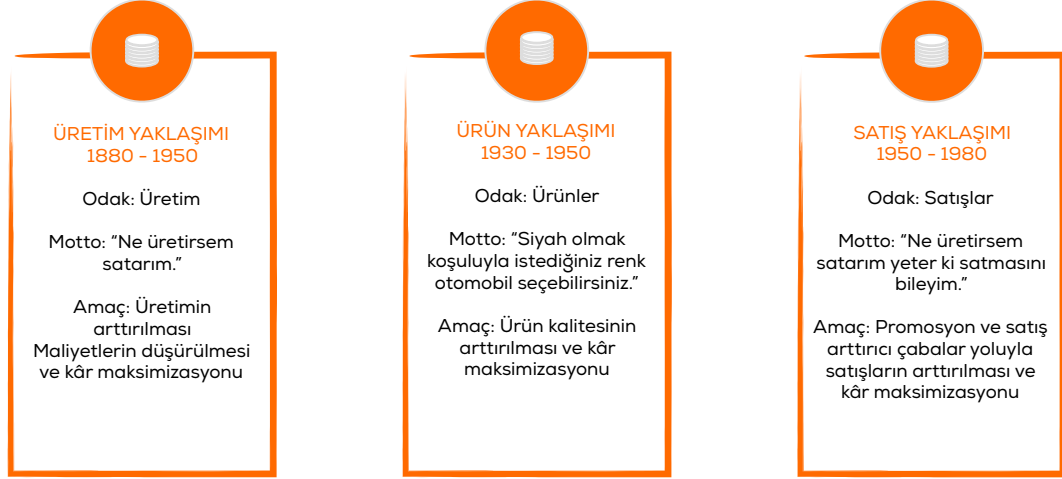 ÜRETİM YAKLAŞIMI
1880 - 1950
Odak: Üretim
Motto: “Ne üretirsem
satarım.”
Amaç: Üretimin
arttırılması
Maliyetlerin düşürülmesi
ve kâr maksimizasyonu
ÜRÜN YAKLAŞIMI
1930 - 1950
Odak: Ürünler
Motto: “Siyah olmak
koşuluyla istediğiniz renk
otomobil seçebilirsiniz.”
Amaç: Ürün kalitesinin
arttırılması ve kâr
maksimizasyonu
SATIŞ YAKLAŞIMI
1950 - 1980
Odak: Satışlar
Motto: “Ne üretirsem
satarım yeter ki satmasını
bileyim.”
Amaç: Promosyon ve satış
arttırıcı çabalar yoluyla
satışların arttırılması ve
kâr maksimizasyonu